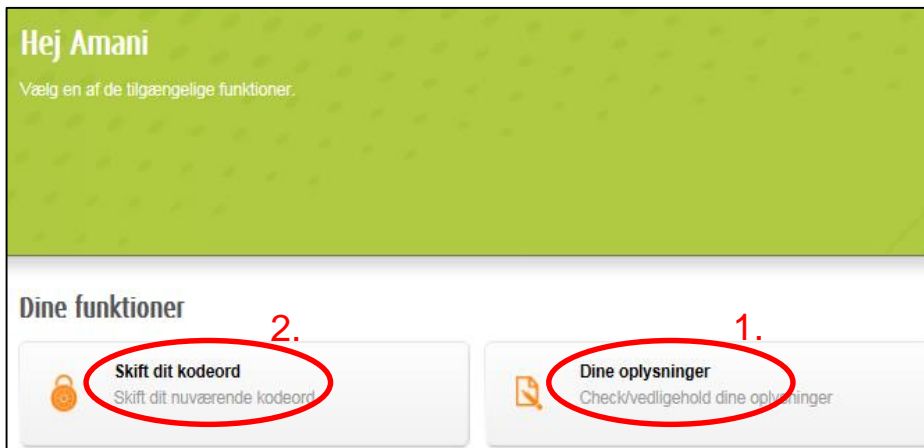 Hej Amani
Vælg en af de tilgængelige funktioner.
Dine funktioner
2.
1.
Skift dit kodeord
Skift dit nuværende kodeord
Dine oplysninger
Check/vedligehold dine oplysninger